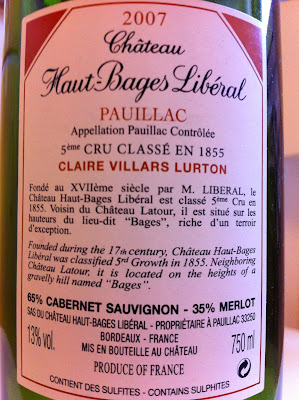 2007
Château
Haut-Bages Libéral
PAUILLAC
Appellation Pauillac Contrôlée
5ème CRU CLASSÉ EN 1855
CLAIRE VILLARS LURTON
Fondé au XVIIème siècle par M. LIBERAL, le
Château Haut-Bages Libéral est classé 5ème Cru en
1855. Voisin du Château Latour, il est situé sur les
hauteurs du lieu-dit "Bages", riche d'un terroir
d'exception.
Founded during the 17th century, Château Haut-Bages
Libéral was classified 5rd Growth in 1855. Neighboring
Château Latour, it is located on the heights of a
gravelly hill named "Bages".
65% CABERNET SAUVIGNON - 35% MERLOT
SAS DU CHÂTEAU HAUT-BAGES LIBÉRAL - PROPRIÉTAIRE À PAUILLAC 33250
BORDEAUX - FRANCE
13% vol. MIS EN BOUTEILLE AU CHÂTEAU 750 ml
PRODUCE OF FRANCE
CONTIENT DES SULFITES - CONTAINS SULPHITES